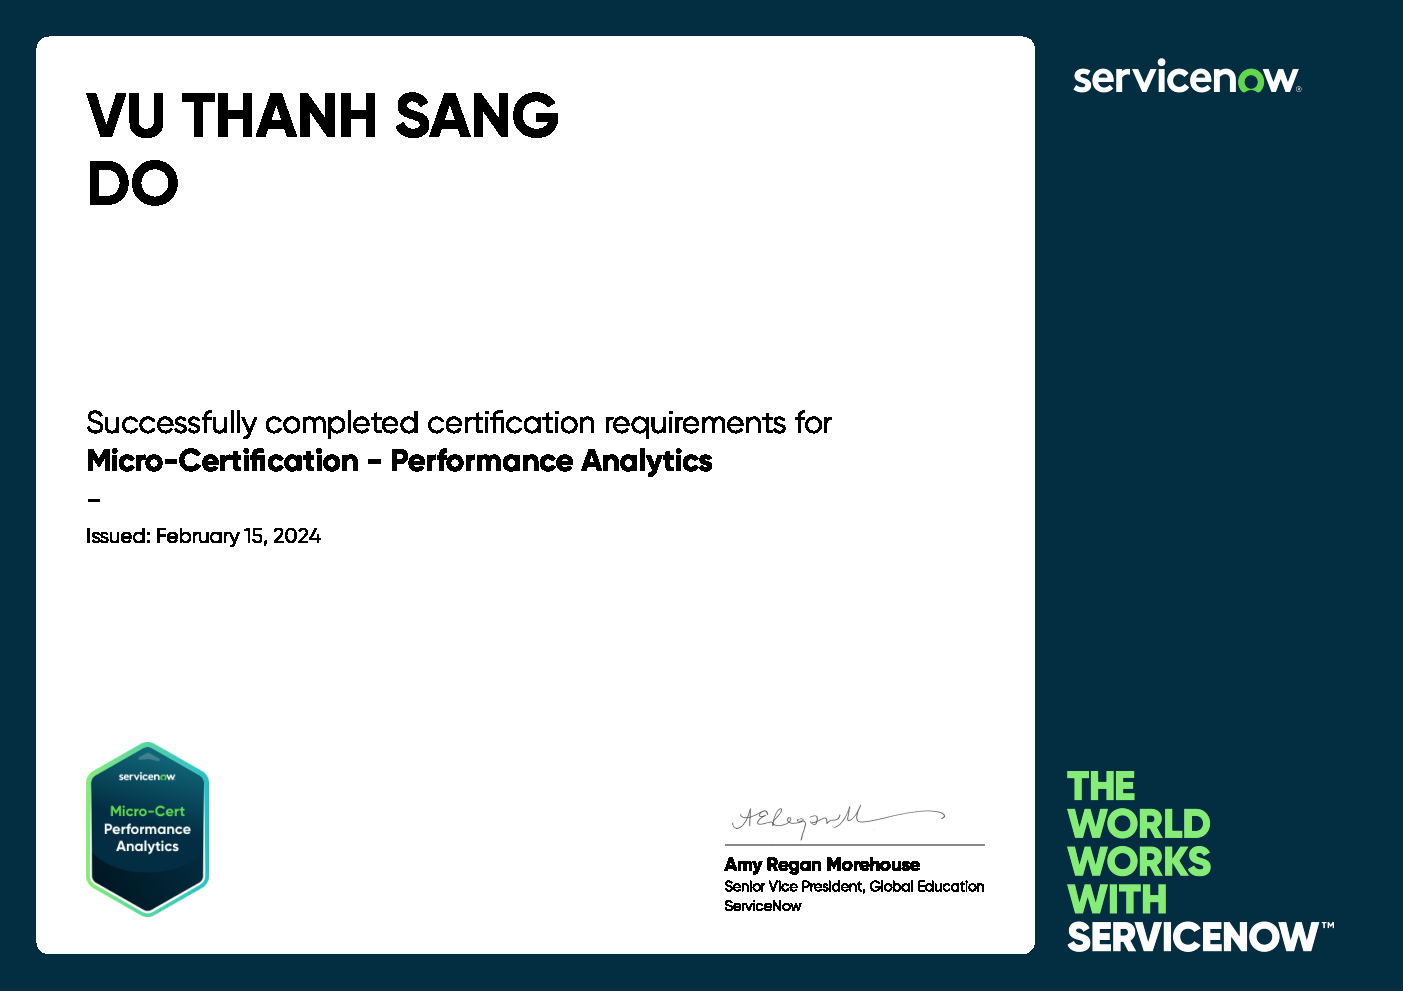 VU THANH SANG
DO
servicenow®
Successfully completed certification requirements for
Micro-Certification - Performance Analytics
–
Issued: February 15, 2024
servicenow
Micro-Cert
Performance
Analytics
Amy Regan Morehouse
Senior Vice President, Global Education
ServiceNow
THE
WORLD
WORKS
WITH
SERVICENOW™